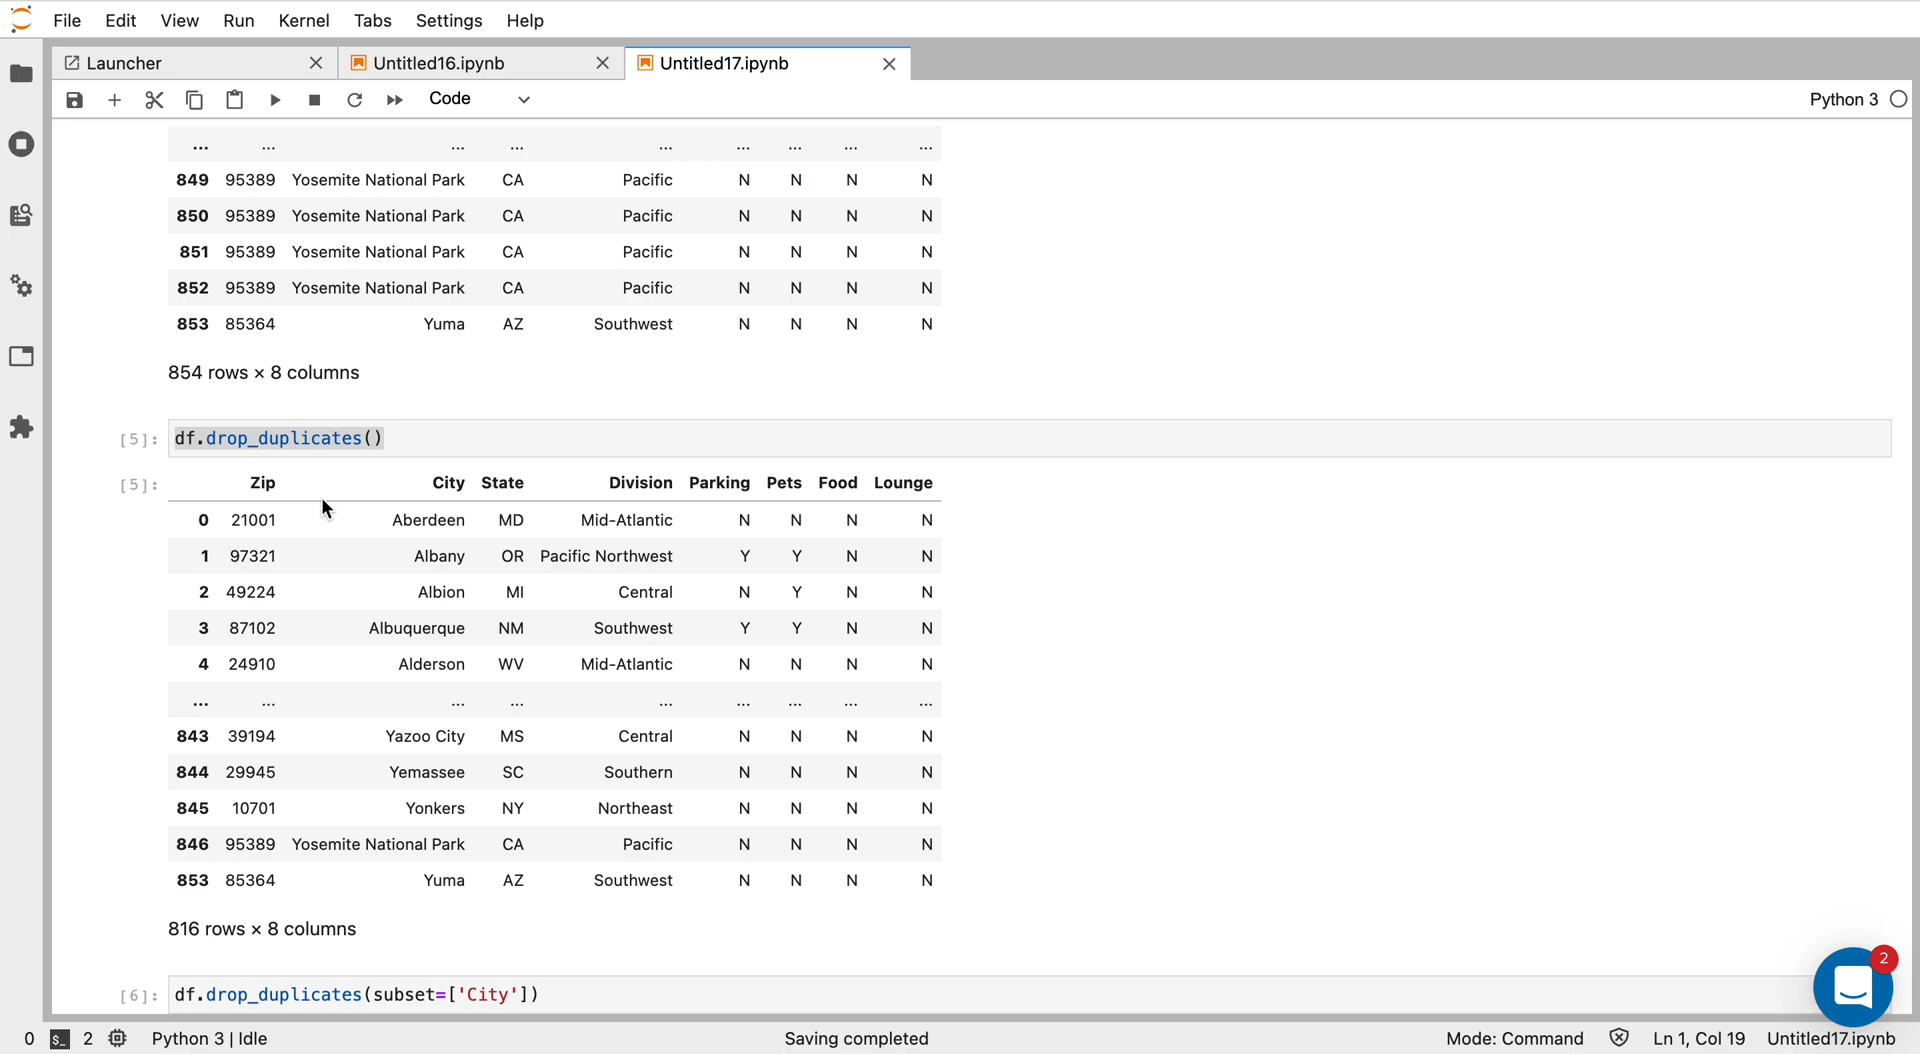 File Edit View Run Kernel Tabs Settings Help
Launcher Untitled16.ipynb Untitled17.ipynb
Code Python 3
... ... ... ... ... ... ... ... ...
849 95389 Yosemite National Park CA Pacific N N N N
850 95389 Yosemite National Park CA Pacific N N N N
851 95389 Yosemite National Park CA Pacific N N N N
852 95389 Yosemite National Park CA Pacific N N N N
853 85364 Yuma AZ Southwest N N N N
854 rows × 8 columns
[5]: df.drop_duplicates()
[5]: Zip City State Division Parking Pets Food Lounge
0 21001 Aberdeen MD Mid-Atlantic N N N N
1 97321 Albany OR Pacific Northwest Y Y N N
2 49224 Albion MI Central N Y N N
3 87102 Albuquerque NM Southwest Y Y N N
4 24910 Alderson WV Mid-Atlantic N N N N
... ... ... ... ... ... ... ... ...
843 39194 Yazoo City MS Central N N N N
844 29945 Yemassee SC Southern N N N N
845 10701 Yonkers NY Northeast N N N N
846 95389 Yosemite National Park CA Pacific N N N N
853 85364 Yuma AZ Southwest N N N N
816 rows × 8 columns
2
[6]: df.drop_duplicates(subset=['City'])
0 $_ 2 Python 3 | Idle Saving completed Mode: Command Ln 1, Col 19 Untitled17.ipynb